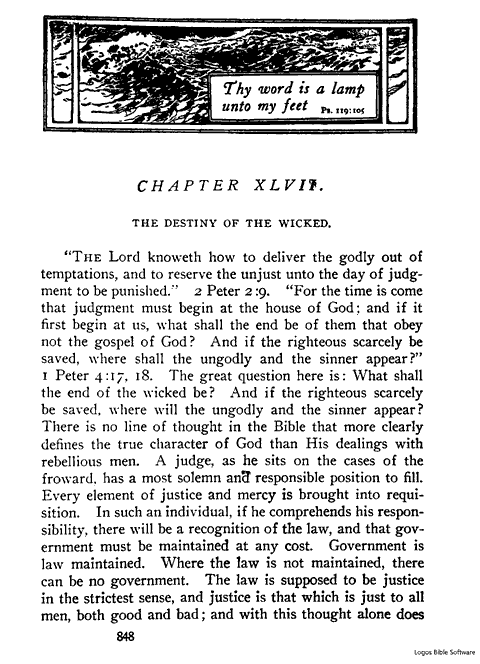 Thy word is a lamp
unto my feet Ps. 119:105
CHAPTER XLVII.
THE DESTINY OF THE WICKED.
"THE Lord knoweth how to deliver the godly out of
temptations, and to reserve the unjust unto the day of judg-
ment to be punished." 2 Peter 2:9. "For the time is come
that judgment must begin at the house of God; and if it
first begin at us, what shall the end be of them that obey
not the gospel of God? And if the righteous scarcely be
saved, where shall the ungodly and the sinner appear?"
1 Peter 4:17, 18. The great question here is: What shall
the end of the wicked be? And if the righteous scarcely
be saved, where will the ungodly and the sinner appear?
There is no line of thought in the Bible that more clearly
defines the true character of God than His dealings with
rebellious men. A judge, as he sits on the cases of the
froward, has a most solemn and responsible position to fill.
Every element of justice and mercy is brought into requi-
sition. In such an individual, if he comprehends his respon-
sibility, there will be a recognition of the law, and that gov-
ernment must be maintained at any cost. Government is
law maintained. Where the law is not maintained, there
can be no government. The law is supposed to be justice
in the strictest sense, and justice is that which is just to all
men, both good and bad; and with this thought alone does
848
Logos Bible Software